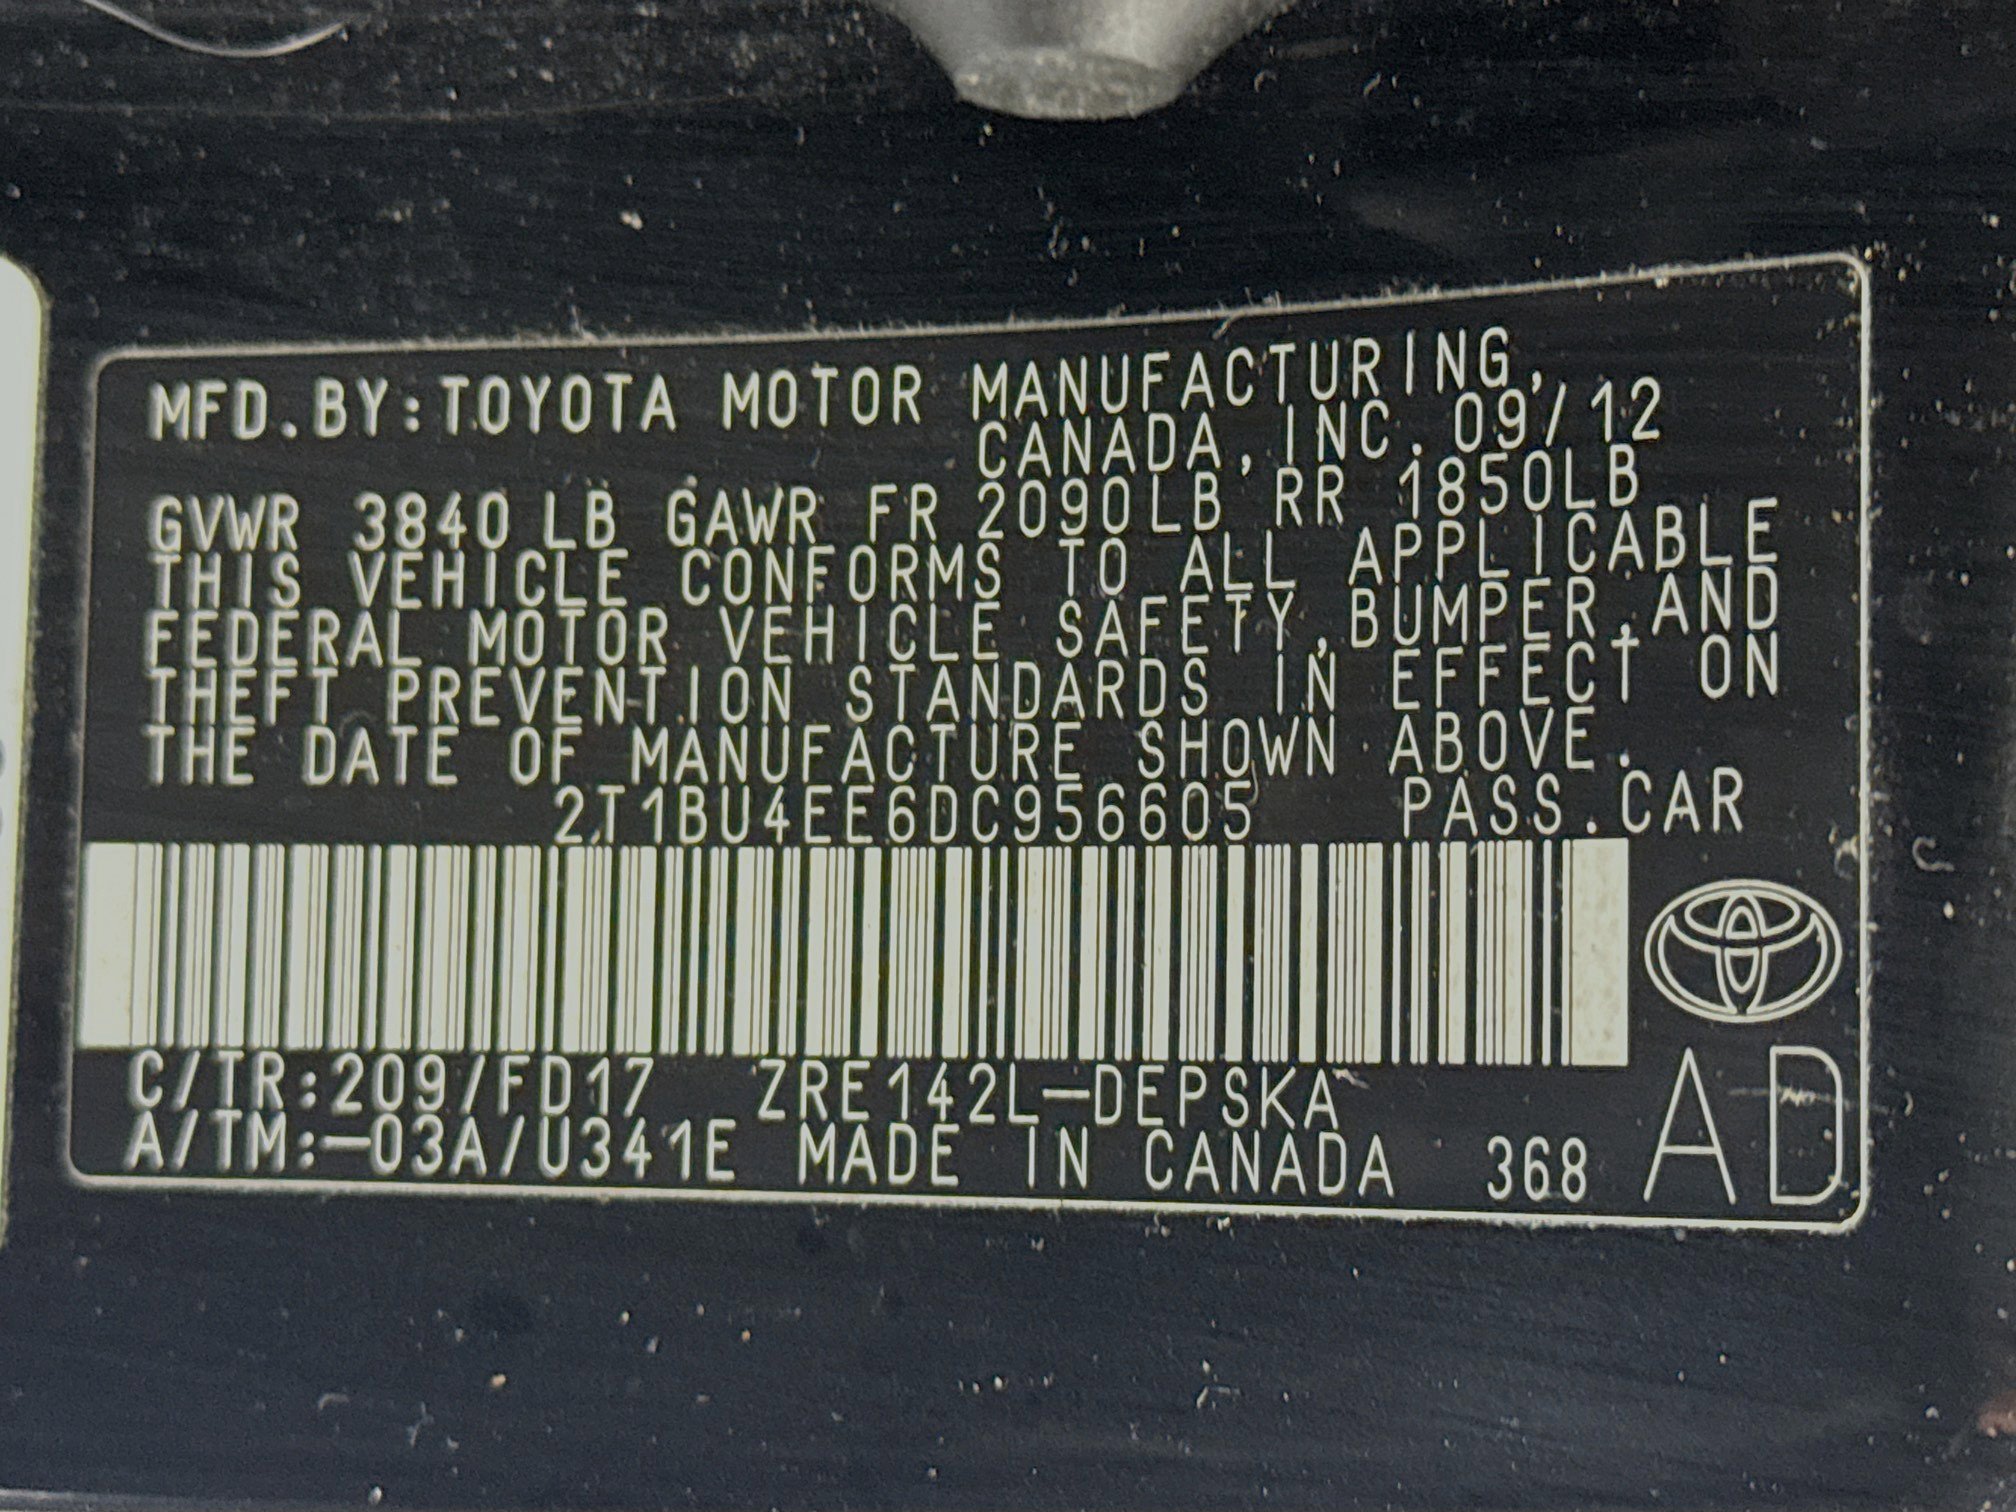 MFD.BY:TOYOTA MOTOR MANUFACTURING,
CANADA,INC. 09/12
GVWR 3840LB GAWR FR 2090LB RR 1850LB
THIS VEHICLE CONFORMS TO ALL APPLICABLE
FEDERAL MOTOR VEHICLE SAFETY,BUMPER,AND
THEFT PREVENTION STANDARDS IN EFFECT ON
THE DATE OF MANUFACTURE SHOWN ABOVE.
2T1BU4EE6DC956605 PASS.CAR
C/TR:209/FD17 ZRE142L-DEPSKA
A/TM:-03A/U341E MADE IN CANADA 368
AD